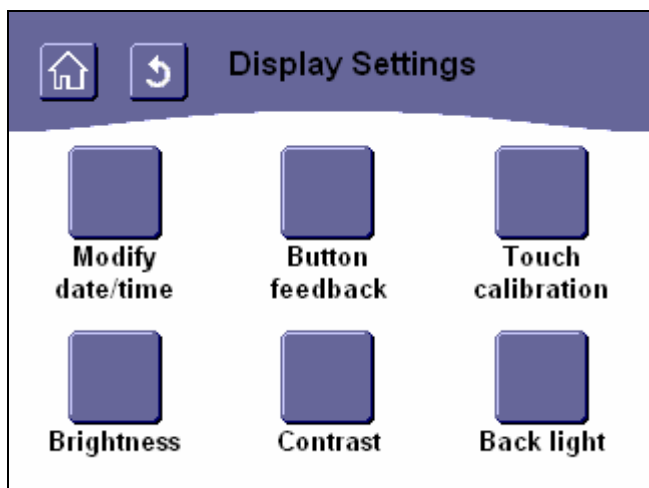 Display Settings
Modify
date/time
Button
feedback
Touch
calibration
Brightness
Contrast
Back light